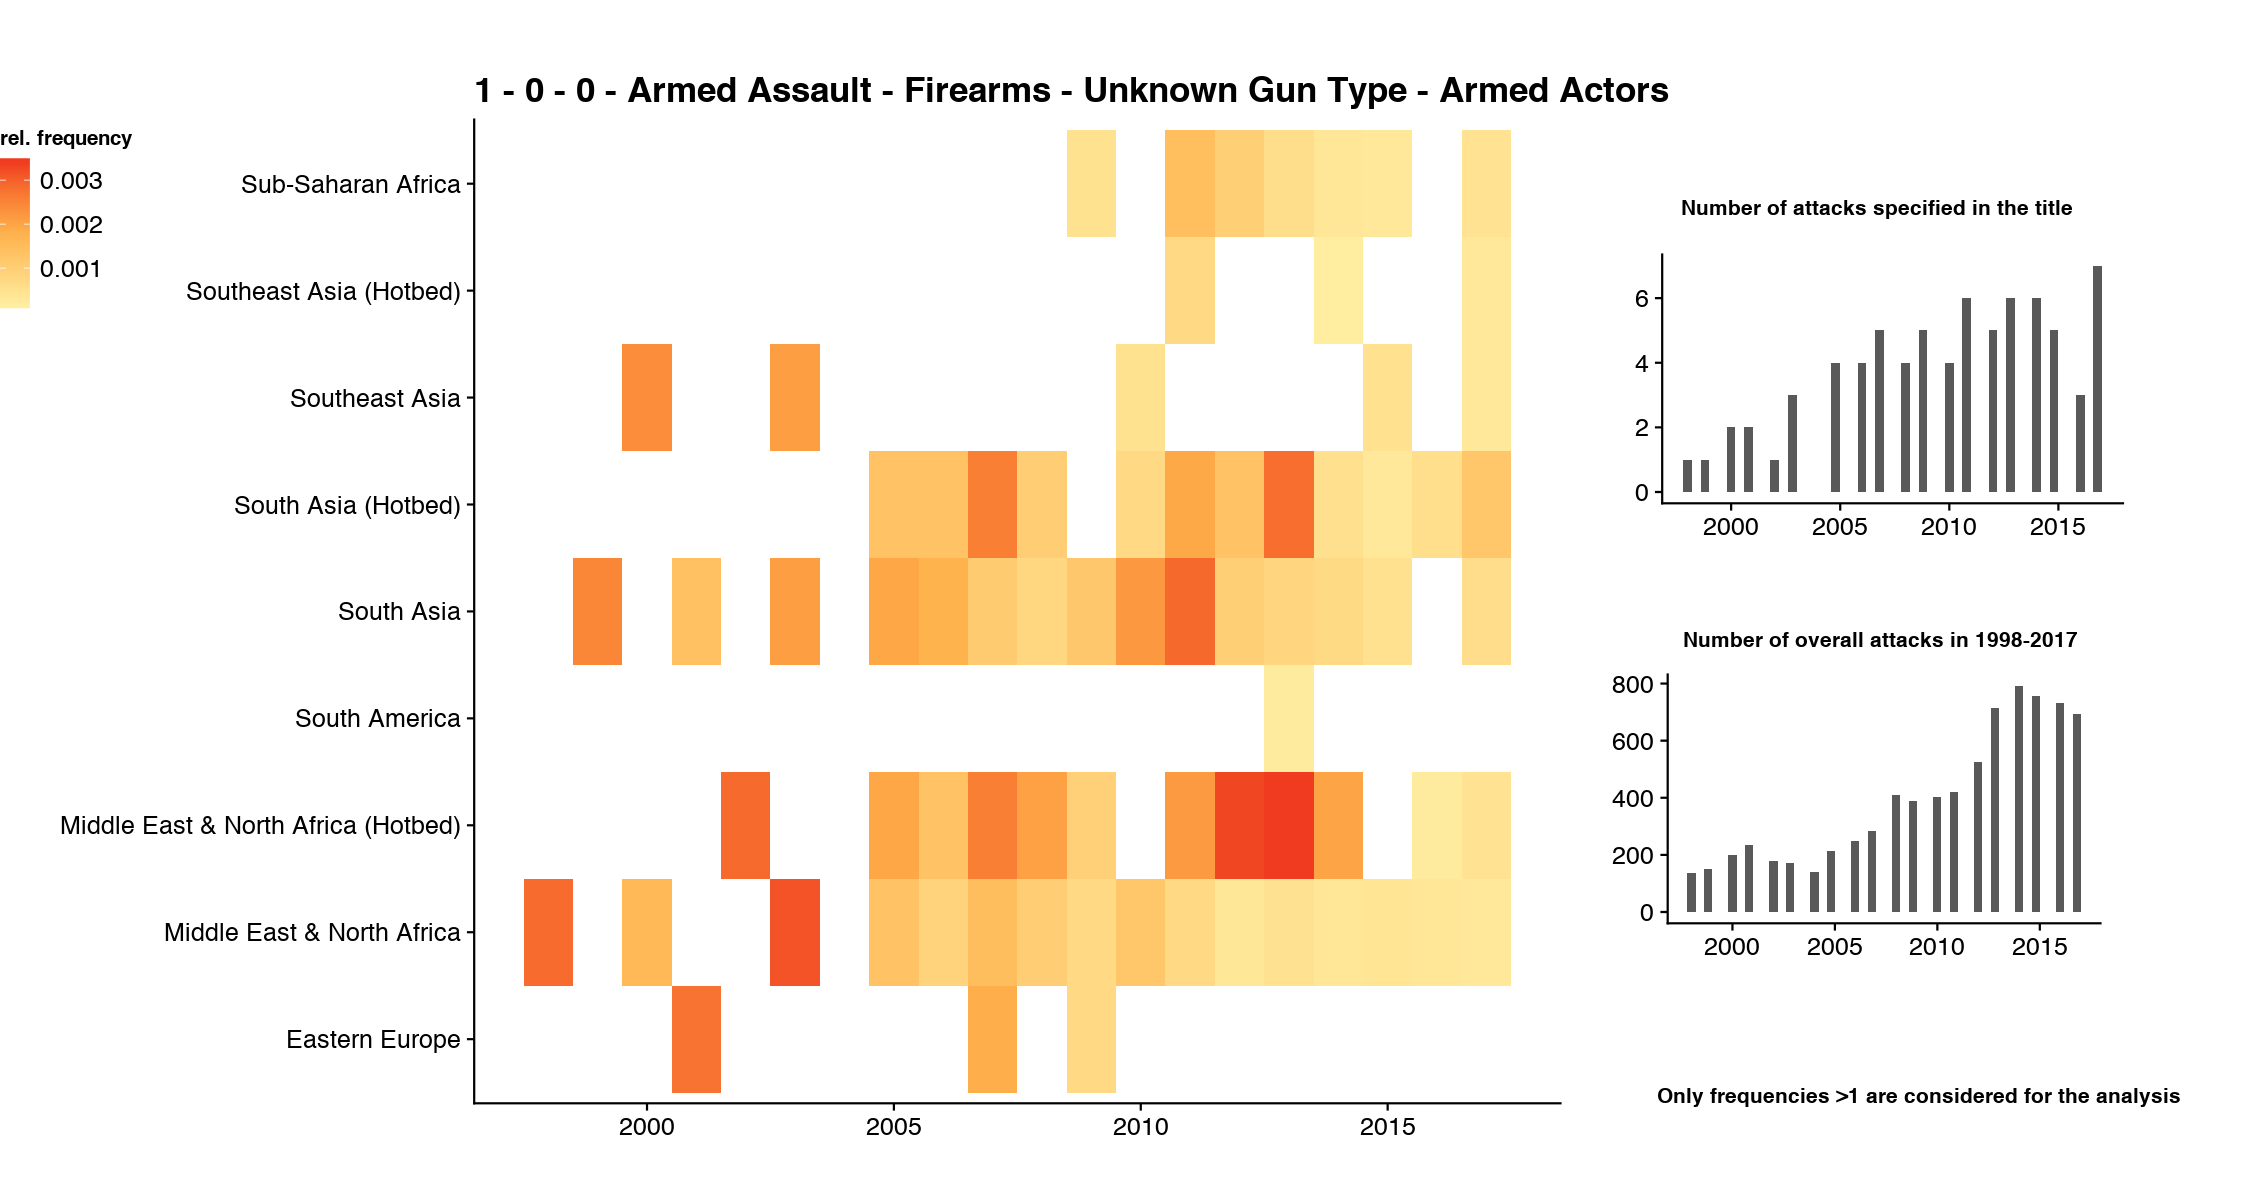 1 - 0 - 0 - Armed Assault - Firearms - Unknown Gun Type - Armed Actors
rel. frequency
0.003
0.002
0.001
Sub-Saharan Africa
Southeast Asia (Hotbed)
Southeast Asia
South Asia (Hotbed)
South Asia
South America
Middle East & North Africa (Hotbed)
Middle East & North Africa
Eastern Europe
2000 2005 2010 2015
Number of attacks specified in the title
6
4
2
0
2000 2005 2010 2015
Number of overall attacks in 1998-2017
800
600
400
200
0
2000 2005 2010 2015
Only frequencies >1 are considered for the analysis